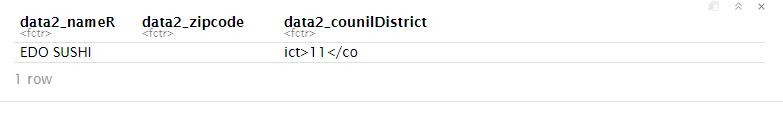 data2_nameR data2_zipcode data2_counilDistrict
<fctr> <fctr> <fctr>
EDO SUSHI ict>11</co
1 row